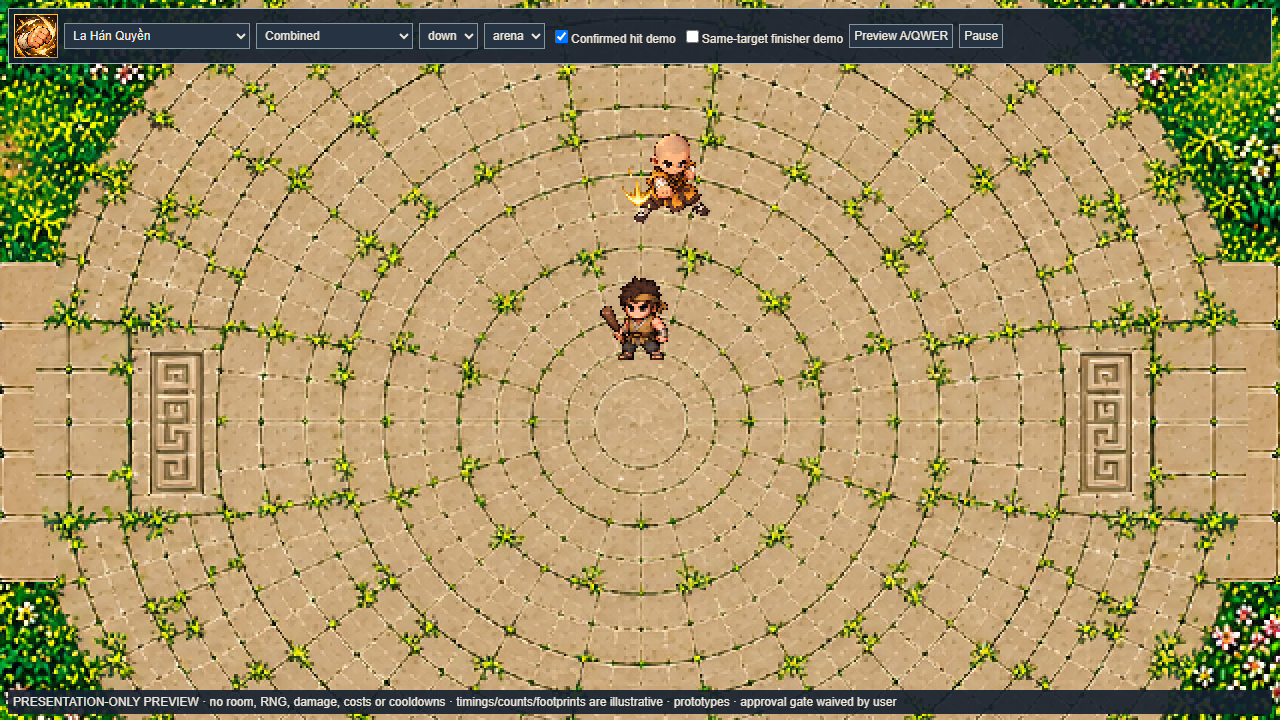 La Hán Quyền Combined down arena Confirmed hit demo Same-target finisher demo Preview A/QWER Pause
PRESENTATION-ONLY PREVIEW · no room, RNG, damage, costs or cooldowns · timings/counts/footprints are illustrative · prototypes · approval gate waived by user